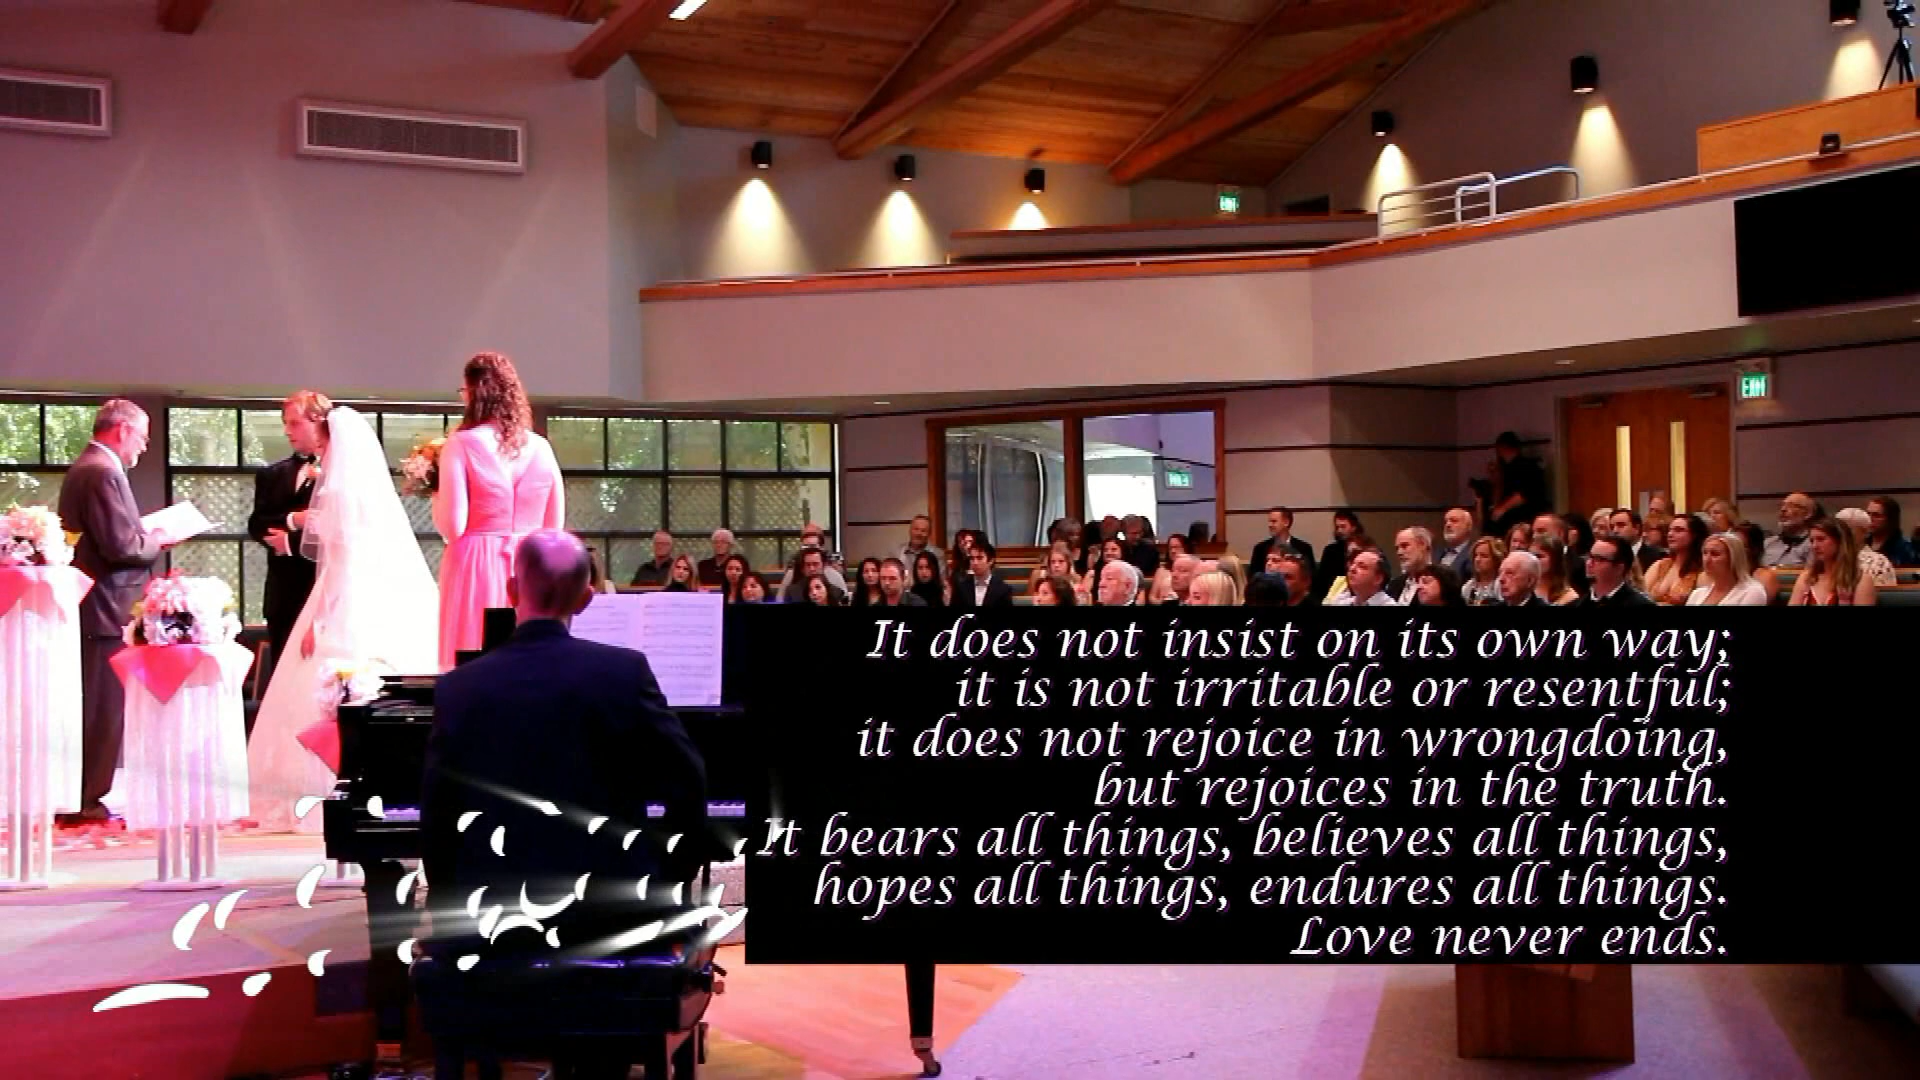 EXIT
EXIT
It does not insist on its own way;
it is not irritable or resentful;
it does not rejoice in wrongdoing,
but rejoices in the truth.
It bears all things, believes all things,
hopes all things, endures all things.
Love never ends.